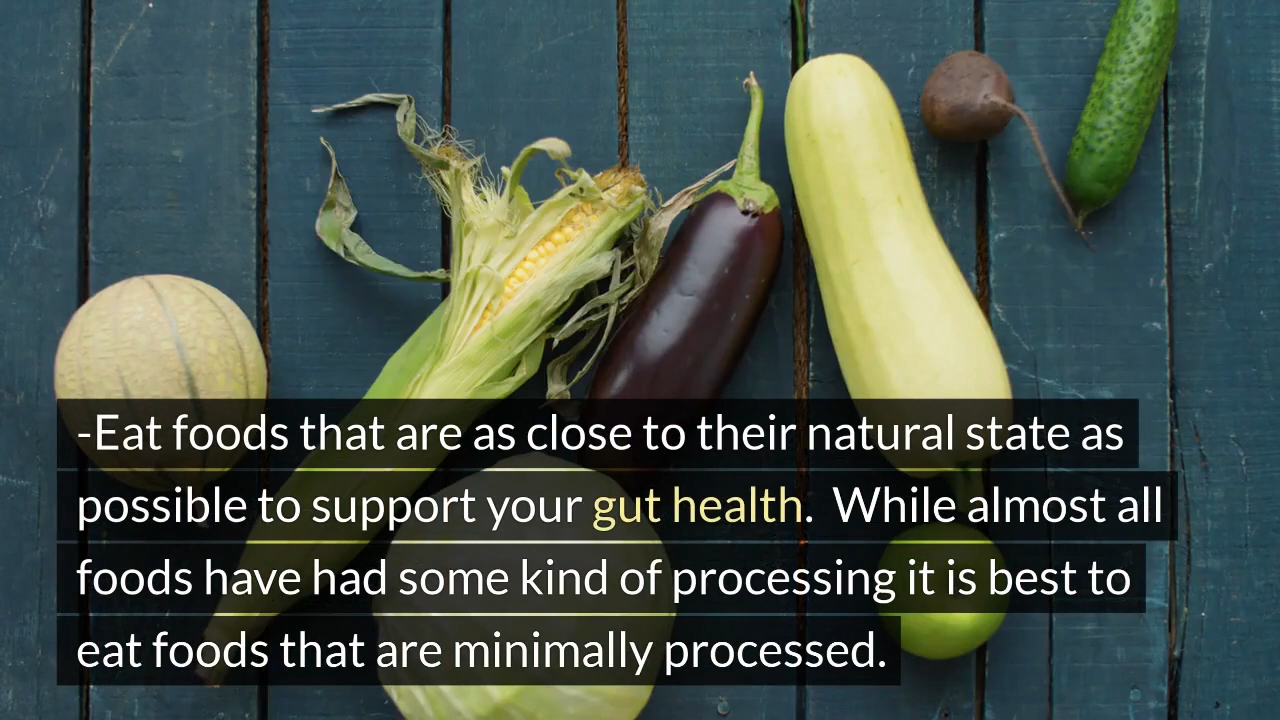 -Eat foods that are as close to their natural state as
possible to support your gut health.  While almost all
foods have had some kind of processing it is best to
eat foods that are minimally processed.